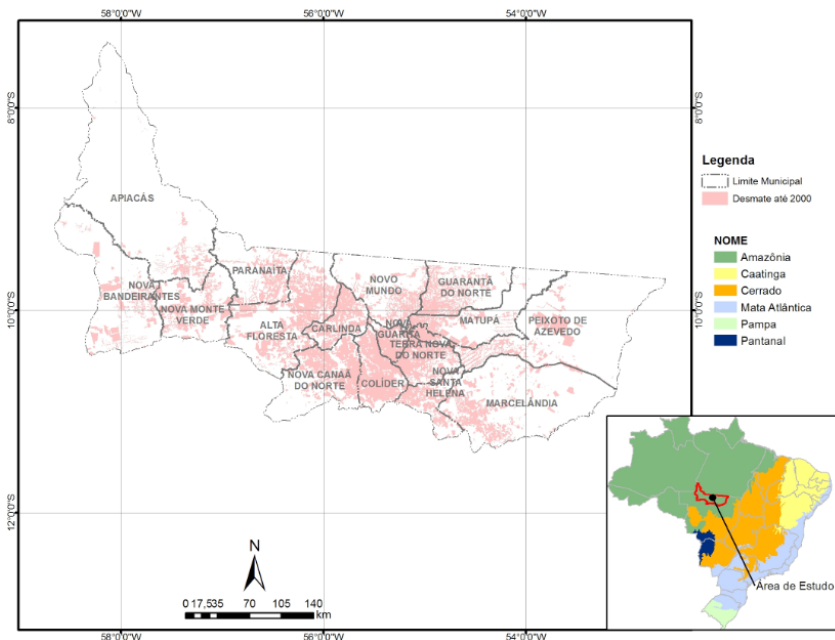 58°0'0"W
56°0'0"W
54°0'0"W
8°0'0"S
8°0'0"S
APIACÁS
PARANAÍTA
NOVO
MUNDO
GUARANTÃ
DO NORTE
NOVA
BANDEIRANTES
NOVA MONTE
VERDE
10°0'0"S
10°0'0"S
ALTA
FLORESTA
CARLINDA
NOVA
GUARITA
TERRA NOVA
DO NORTE
MATUPÁ
PEIXOTO DE
AZEVEDO
NOVA CANAÃ
DO NORTE
COLÍDER
NOVA
SANTA
HELENA
MARCELÂNDIA
12°0'0"S
12°0'0"S
N
0 17,535 70 105 140
km
58°0'0"W
56°0'0"W
54°0'0"W
Legenda
Limite Municipal
Desmate até 2000
NOME
Amazônia
Caatinga
Cerrado
Mata Atlântica
Pampa
Pantanal
Área de Estudo